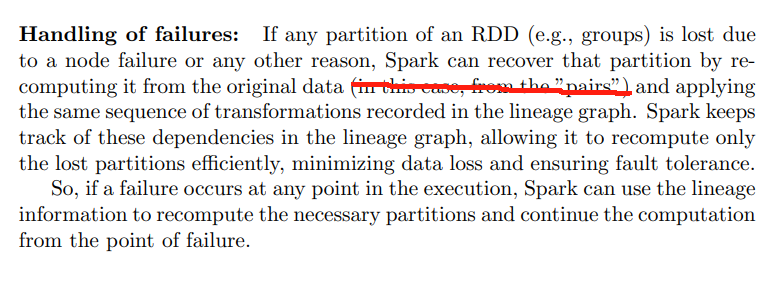 Handling of failures: If any partition of an RDD (e.g., groups) is lost due
to a node failure or any other reason, Spark can recover that partition by re-
computing it from the original data (in this case, from the "pairs") and applying
the same sequence of transformations recorded in the lineage graph. Spark keeps
track of these dependencies in the lineage graph, allowing it to recompute only
the lost partitions efficiently, minimizing data loss and ensuring fault tolerance.
So, if a failure occurs at any point in the execution, Spark can use the lineage
information to recompute the necessary partitions and continue the computation
from the point of failure.